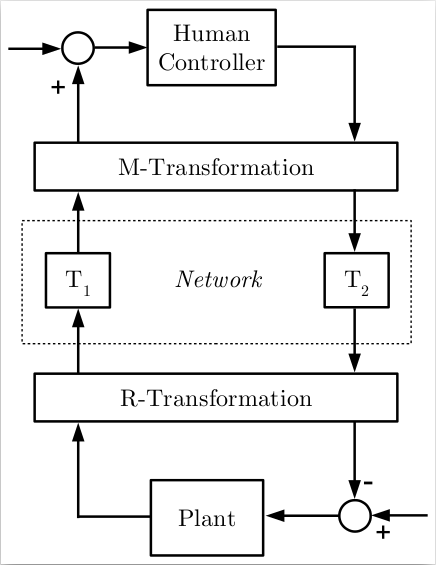 Human
Controller
+
M-Transformation
T1
Network
T2
R-Transformation
-
Plant
+